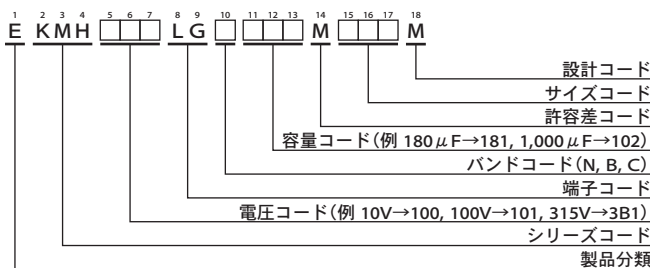 1 2 3 4 5 6 7 8 9 10 11 12 13 14 15 16 17 18
E KMH □□□ LG □ □□□ M □□□ M
設計コード
サイズコード
許容差コード
容量コード(例 180μF→181, 1,000μF→102)
バンドコード(N, B, C)
端子コード
電圧コード(例 10V→100, 100V→101, 315V→3B1)
シリーズコード
製品分類